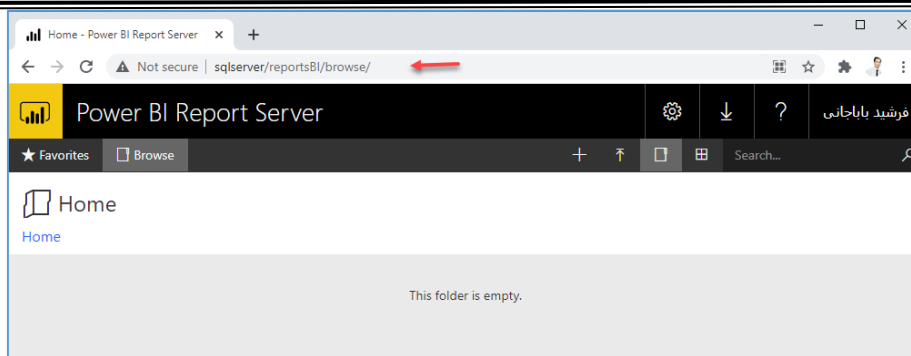 Home - Power BI Report Server
Not secure | sqlserver/reportsBI/browse/
Power BI Report Server ? فرشید باباجانی
Favorites Browse Search...
Home
Home
This folder is empty.